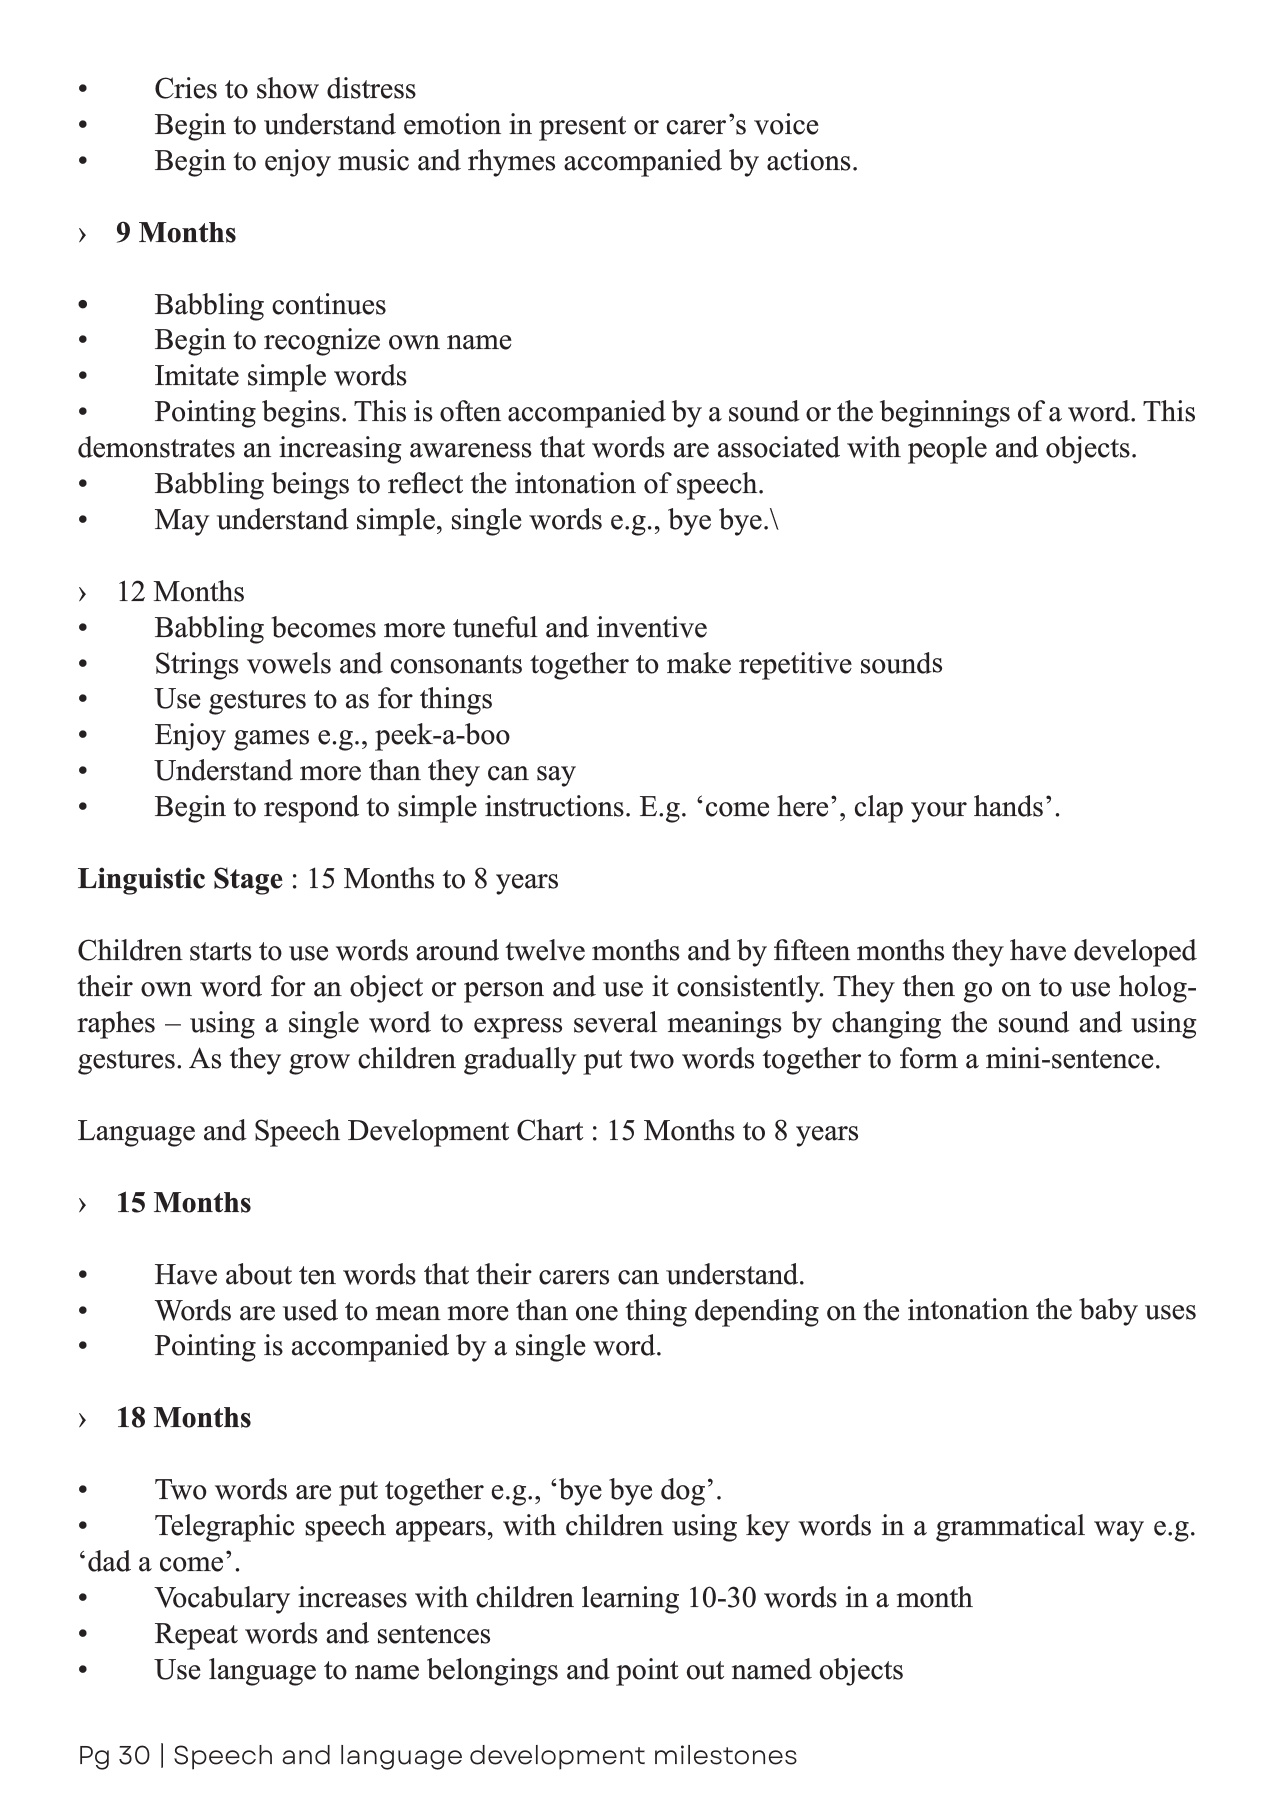 • Cries to show distress
• Begin to understand emotion in present or carer’s voice
• Begin to enjoy music and rhymes accompanied by actions.
› 9 Months
• Babbling continues
• Begin to recognize own name
• Imitate simple words
• Pointing begins. This is often accompanied by a sound or the beginnings of a word. This
demonstrates an increasing awareness that words are associated with people and objects.
• Babbling beings to reflect the intonation of speech.
• May understand simple, single words e.g., bye bye.\
› 12 Months
• Babbling becomes more tuneful and inventive
• Strings vowels and consonants together to make repetitive sounds
• Use gestures to as for things
• Enjoy games e.g., peek-a-boo
• Understand more than they can say
• Begin to respond to simple instructions. E.g. ‘come here’, clap your hands’.
Linguistic Stage : 15 Months to 8 years
Children starts to use words around twelve months and by fifteen months they have developed
their own word for an object or person and use it consistently. They then go on to use holog-
raphes – using a single word to express several meanings by changing the sound and using
gestures. As they grow children gradually put two words together to form a mini-sentence.
Language and Speech Development Chart : 15 Months to 8 years
› 15 Months
• Have about ten words that their carers can understand.
• Words are used to mean more than one thing depending on the intonation the baby uses
• Pointing is accompanied by a single word.
› 18 Months
• Two words are put together e.g., ‘bye bye dog’.
• Telegraphic speech appears, with children using key words in a grammatical way e.g.
‘dad a come’.
• Vocabulary increases with children learning 10-30 words in a month
• Repeat words and sentences
• Use language to name belongings and point out named objects
Pg 30 | Speech and language development milestones